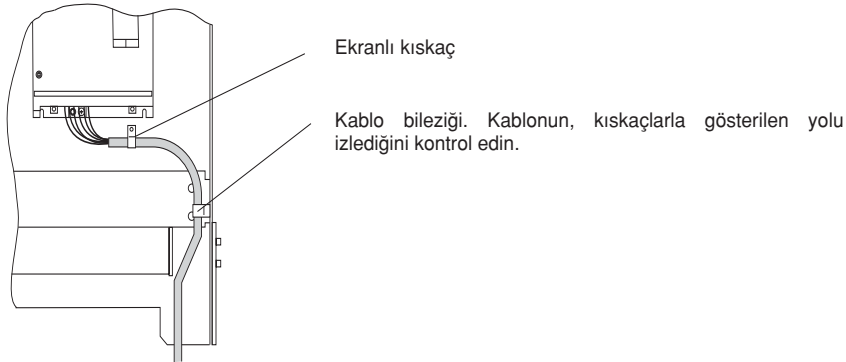 Ekranlı kıskaç
Kablo bileziği. Kablonun, kıskaçlarla gösterilen yolu
izlediğini kontrol edin.